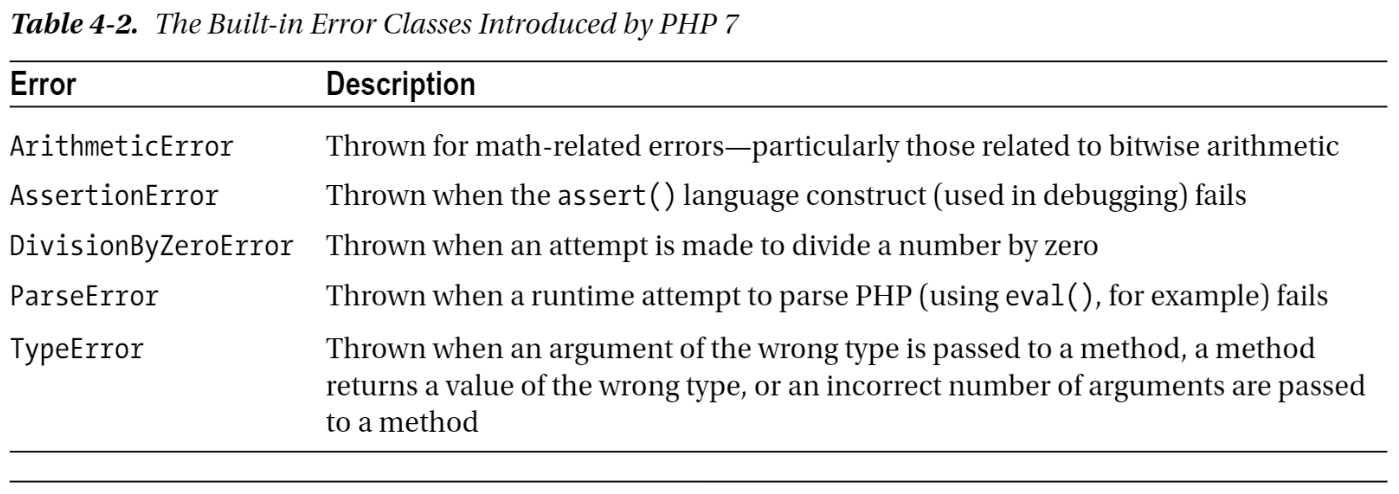 Table 4-2. The Built-in Error Classes Introduced by PHP 7
Error Description
ArithmeticError Thrown for math-related errors—particularly those related to bitwise arithmetic
AssertionError Thrown when the assert() language construct (used in debugging) fails
DivisionByZeroError Thrown when an attempt is made to divide a number by zero
ParseError Thrown when a runtime attempt to parse PHP (using eval(), for example) fails
TypeError Thrown when an argument of the wrong type is passed to a method, a method
returns a value of the wrong type, or an incorrect number of arguments are passed
to a method